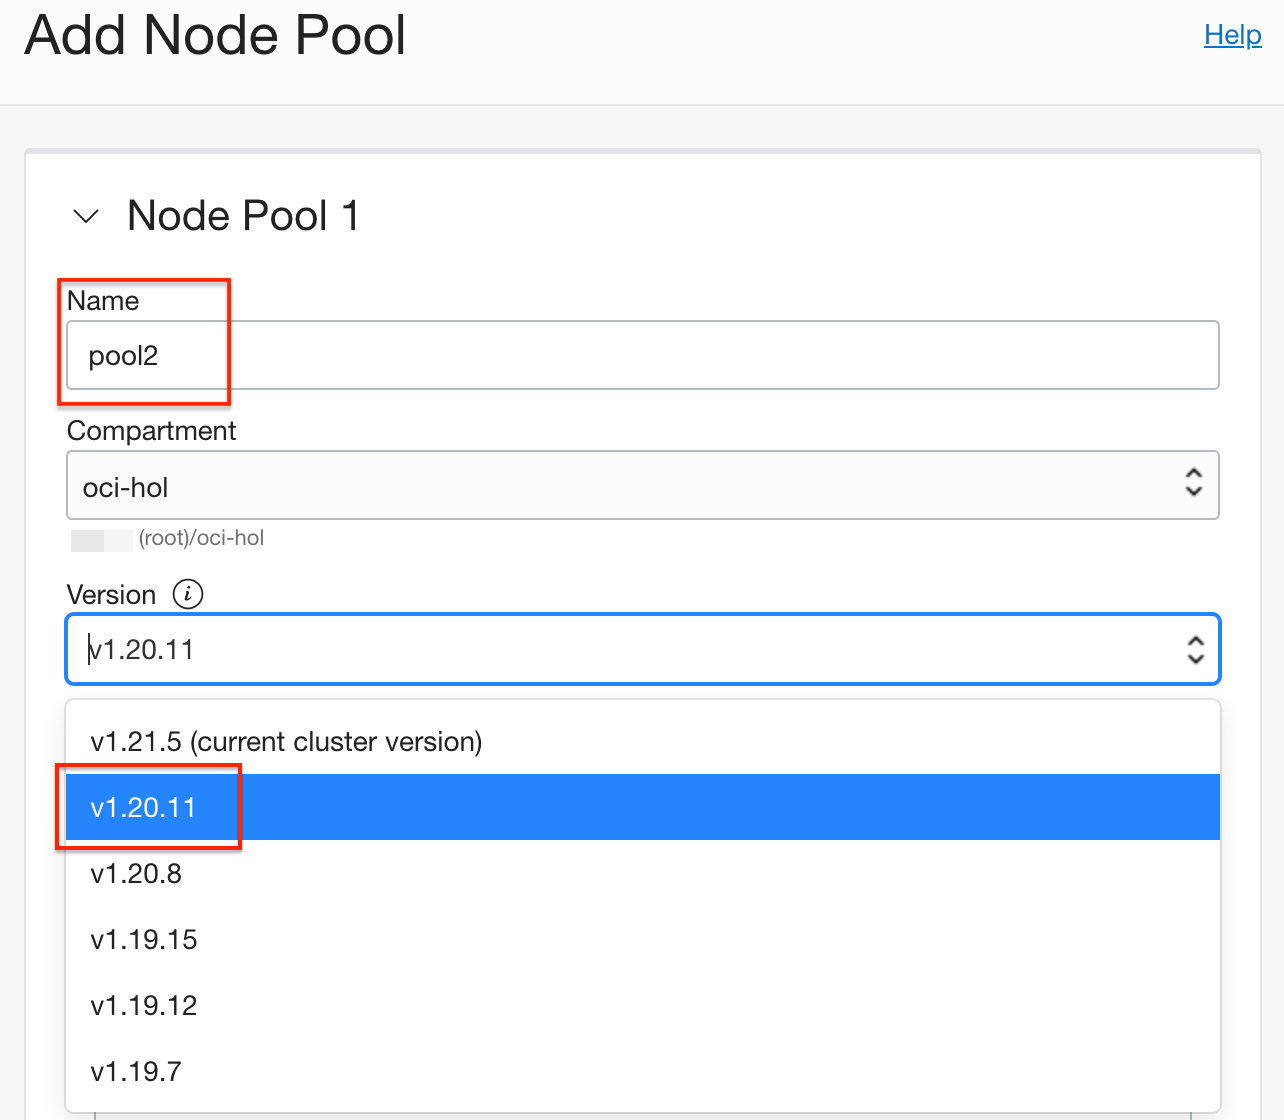 Add Node Pool
Help
Node Pool 1
Name
pool2
Compartment
oci-hol
(root)/oci-hol
Version i
v1.20.11
v1.21.5 (current cluster version)
v1.20.11
v1.20.8
v1.19.15
v1.19.12
v1.19.7